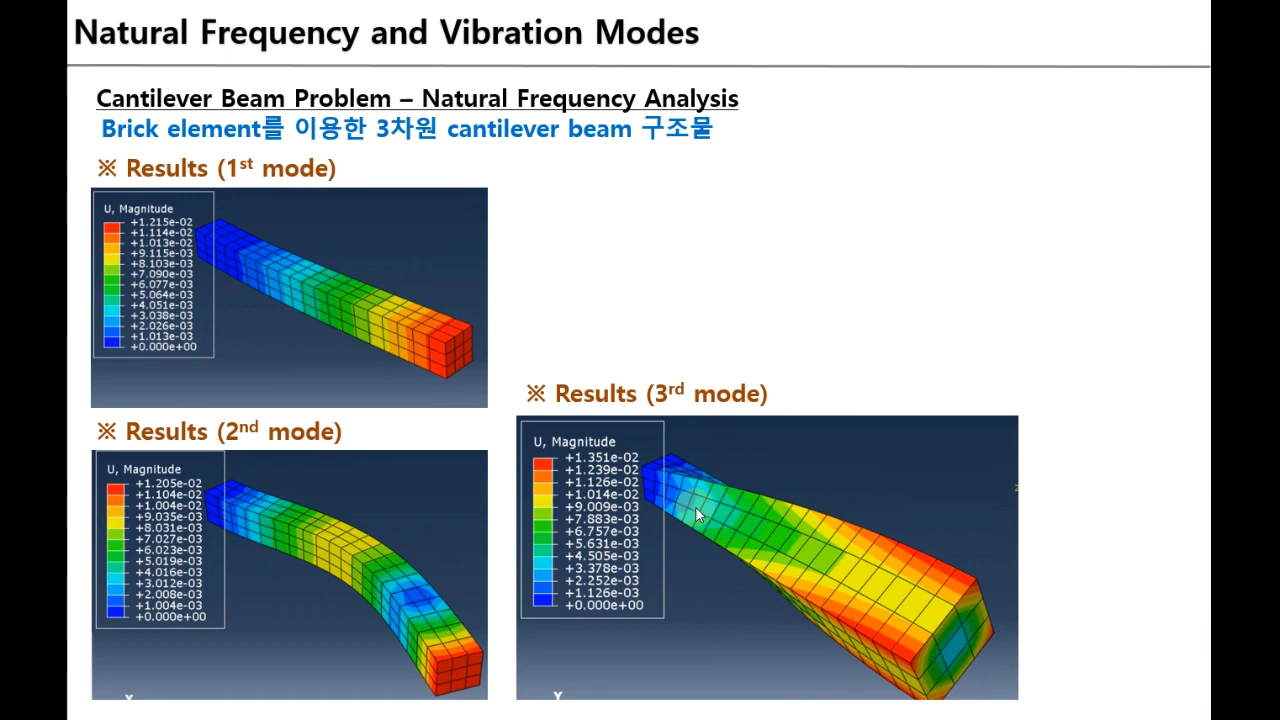 Natural Frequency and Vibration Modes
Cantilever Beam Problem – Natural Frequency Analysis
Brick element를 이용한 3차원 cantilever beam 구조물
※ Results (1st mode)
U, Magnitude
+1.215e-02
+1.114e-02
+1.013e-02
+9.115e-03
+8.103e-03
+7.090e-03
+6.077e-03
+5.064e-03
+4.051e-03
+3.038e-03
+2.026e-03
+1.013e-03
+0.000e+00
※ Results (2nd mode)
U, Magnitude
+1.205e-02
+1.104e-02
+1.004e-02
+9.035e-03
+8.031e-03
+7.027e-03
+6.023e-03
+5.019e-03
+4.016e-03
+3.012e-03
+2.008e-03
+1.004e-03
+0.000e+00
※ Results (3rd mode)
U, Magnitude
+1.351e-02
+1.239e-02
+1.126e-02
+1.014e-02
+9.009e-03
+7.883e-03
+6.757e-03
+5.631e-03
+4.505e-03
+3.378e-03
+2.252e-03
+1.126e-03
+0.000e+00
Y